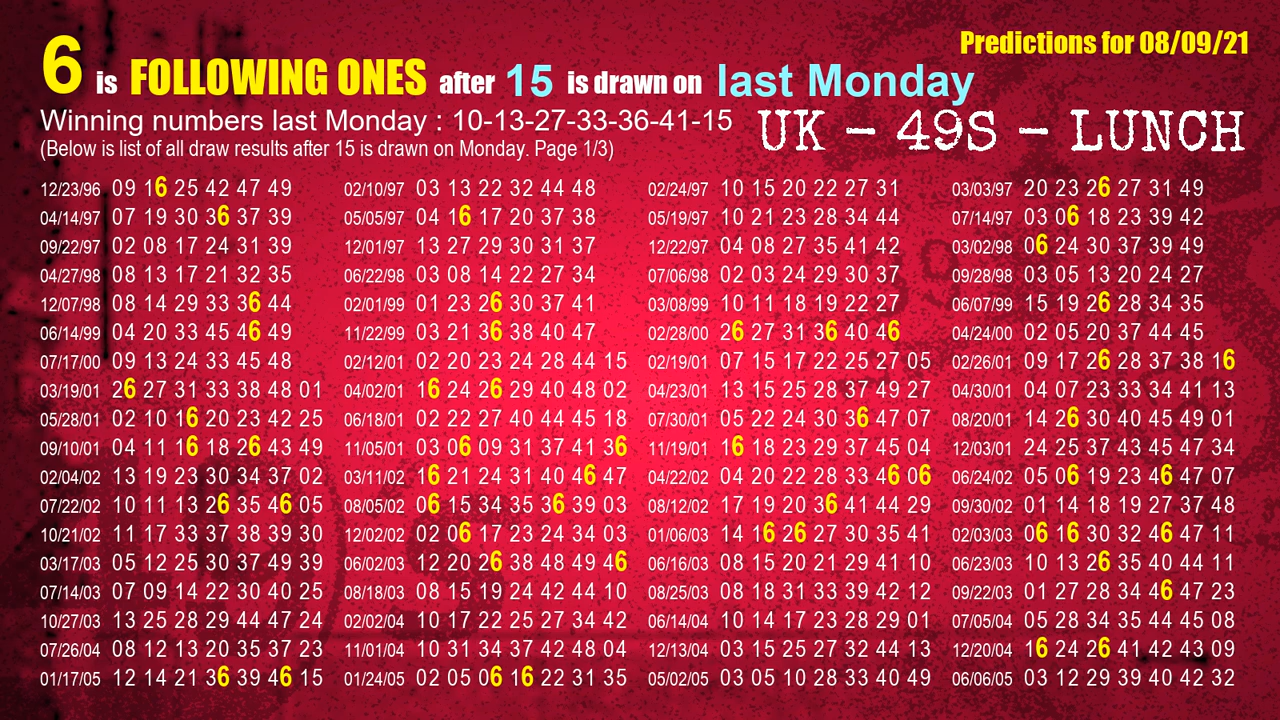 Predictions for 08/09/21
6 is FOLLOWING ONES after 15 is drawn on last Monday
Winning numbers last Monday : 10-13-27-33-36-41-15
UK - 49S - LUNCH
(Below is list of all draw results after 15 is drawn on Monday. Page 1/3)
12/23/96 09 16 25 42 47 49 02/10/97 03 13 22 32 44 48 02/24/97 10 15 20 22 27 31 03/03/97 20 23 26 27 31 49
04/14/97 07 19 30 36 37 39 05/05/97 04 16 17 20 37 38 05/19/97 10 21 23 28 34 44 07/14/97 03 06 18 23 39 42
09/22/97 02 08 17 24 31 39 12/01/97 13 27 29 30 31 37 12/22/97 04 08 27 35 41 42 03/02/98 06 24 30 37 39 49
04/27/98 08 13 17 21 32 35 06/22/98 03 08 14 22 27 34 07/06/98 02 03 24 29 30 37 09/28/98 03 05 13 20 24 27
12/07/98 08 14 29 33 36 44 02/01/99 01 23 26 30 37 41 03/08/99 10 11 18 19 22 27 06/07/99 15 19 26 28 34 35
06/14/99 04 20 33 45 46 49 11/22/99 03 21 36 38 40 47 02/28/00 26 27 31 36 40 46 04/24/00 02 05 20 37 44 45
07/17/00 09 13 24 33 45 48 02/12/01 02 20 23 24 28 44 15 02/19/01 07 15 17 22 25 27 05 02/26/01 09 17 26 28 37 38 16
03/19/01 26 27 31 33 38 48 01 04/02/01 16 24 26 29 40 48 02 04/23/01 13 15 25 28 37 49 27 04/30/01 04 07 23 33 34 41 13
05/28/01 02 10 16 20 23 42 25 06/18/01 02 22 27 40 44 45 18 07/30/01 05 22 24 30 36 47 07 08/20/01 14 26 30 40 45 49 01
09/10/01 04 11 16 18 26 43 49 11/05/01 03 06 09 31 37 41 36 11/19/01 16 18 23 29 37 45 04 12/03/01 24 25 37 43 45 47 34
02/04/02 13 19 23 30 34 37 02 03/11/02 16 21 24 31 40 46 47 04/22/02 04 20 22 28 33 46 06 06/24/02 05 06 19 23 46 47 07
07/22/02 10 11 13 26 35 46 05 08/05/02 06 15 34 35 36 39 03 08/12/02 17 19 20 36 41 44 29 09/30/02 01 14 18 19 27 37 48
10/21/02 11 17 33 37 38 39 30 12/02/02 02 06 17 23 24 34 03 01/06/03 14 16 26 27 30 35 41 02/03/03 06 16 30 32 46 47 11
03/17/03 05 12 25 30 37 49 39 06/02/03 12 20 26 38 48 49 46 06/16/03 08 15 20 21 29 41 10 06/23/03 10 13 26 35 40 44 11
07/14/03 07 09 14 22 30 40 25 08/18/03 08 15 19 24 42 44 10 08/25/03 08 18 31 33 39 42 12 09/22/03 01 27 28 34 46 47 23
10/27/03 13 25 28 29 44 47 24 02/02/04 10 17 22 25 27 34 42 06/14/04 10 14 17 23 28 29 01 07/05/04 05 28 34 35 44 45 08
07/26/04 08 12 13 20 35 37 23 11/01/04 10 31 34 37 42 48 04 12/13/04 03 15 25 27 32 44 13 12/20/04 16 24 26 41 42 43 09
01/17/05 12 14 21 36 39 46 15 01/24/05 02 05 06 16 22 31 35 05/02/05 03 05 10 28 33 40 49 06/06/05 03 12 29 39 40 42 32